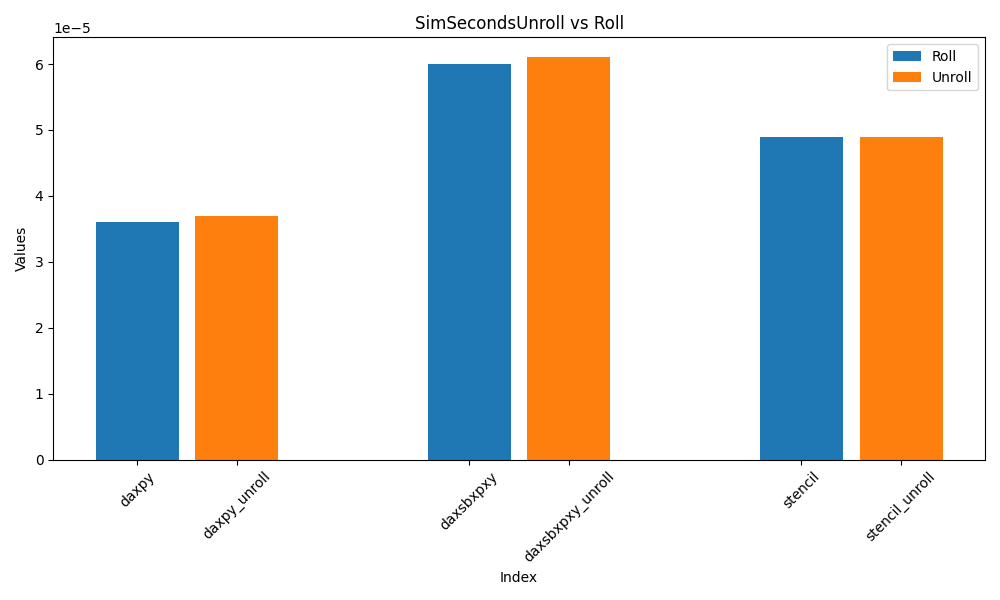 SimSecondsUnroll vs Roll
1e−5
Roll
Unroll
6
5
4
3
2
1
0
Values
daxpy
daxpy_unroll
daxsbxpxy
daxsbxpxy_unroll
stencil
stencil_unroll
Index